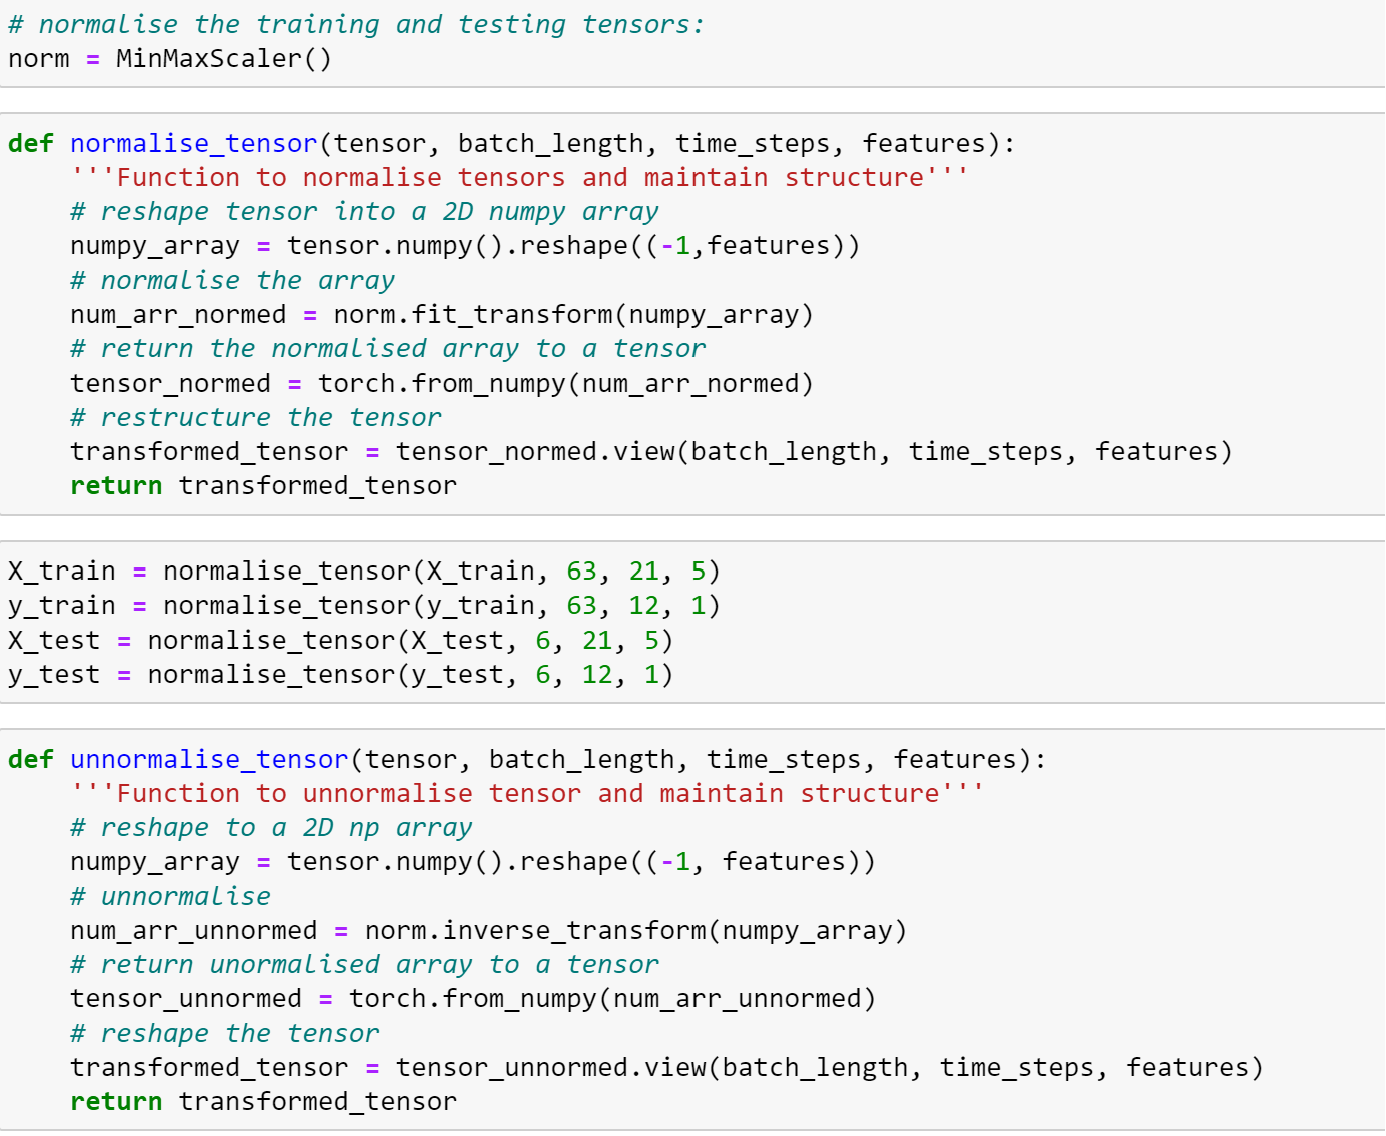 # normalise the training and testing tensors:
norm = MinMaxScaler()
def normalise_tensor(tensor, batch_length, time_steps, features):
    '''Function to normalise tensors and maintain structure'''
    # reshape tensor into a 2D numpy array
    numpy_array = tensor.numpy().reshape((-1,features))
    # normalise the array
    num_arr_normed = norm.fit_transform(numpy_array)
    # return the normalised array to a tensor
    tensor_normed = torch.from_numpy(num_arr_normed)
    # restructure the tensor
    transformed_tensor = tensor_normed.view(batch_length, time_steps, features)
    return transformed_tensor
X_train = normalise_tensor(X_train, 63, 21, 5)
y_train = normalise_tensor(y_train, 63, 12, 1)
X_test = normalise_tensor(X_test, 6, 21, 5)
y_test = normalise_tensor(y_test, 6, 12, 1)
def unnormalise_tensor(tensor, batch_length, time_steps, features):
    '''Function to unnormalise tensor and maintain structure'''
    # reshape to a 2D np array
    numpy_array = tensor.numpy().reshape((-1, features))
    # unnormalise
    num_arr_unnormed = norm.inverse_transform(numpy_array)
    # return unormalised array to a tensor
    tensor_unnormed = torch.from_numpy(num_arr_unnormed)
    # reshape the tensor
    transformed_tensor = tensor_unnormed.view(batch_length, time_steps, features)
    return transformed_tensor